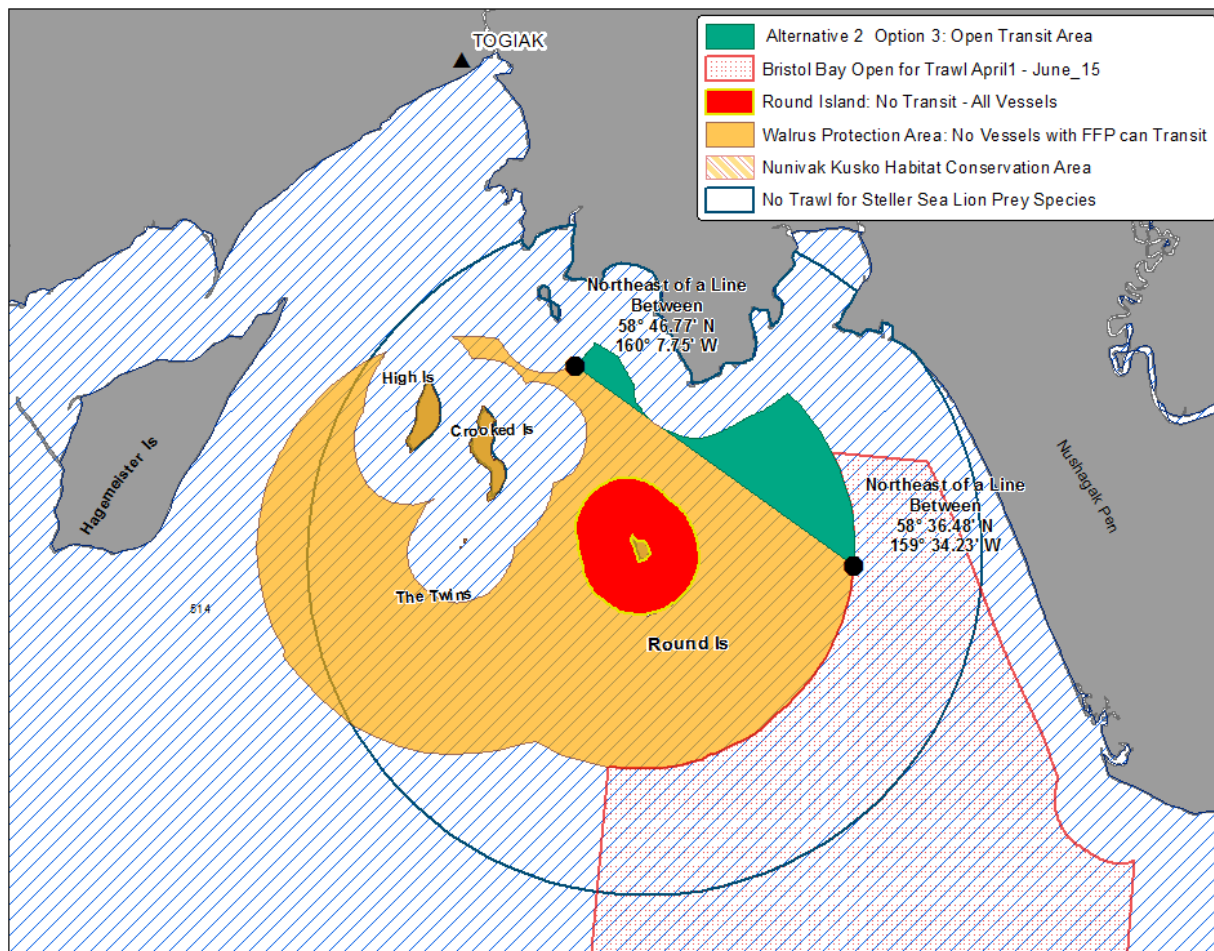 TOGIAK
Alternative 2 Option 3: Open Transit Area
Bristol Bay Open for Trawl April1 - June_15
Round Island: No Transit - All Vessels
Walrus Protection Area: No Vessels with FFP can Transit
Nunivak Kusko Habitat Conservation Area
No Trawl for Steller Sea Lion Prey Species
Northeast of a Line
Between
58° 46.77' N
160° 7.75' W
High Is
Crooked Is
Hagemeister Is
Nushagak Pen
Northeast of a Line
Between
58° 36.48' N
159° 34.23' W
The Twins
514
Round Is